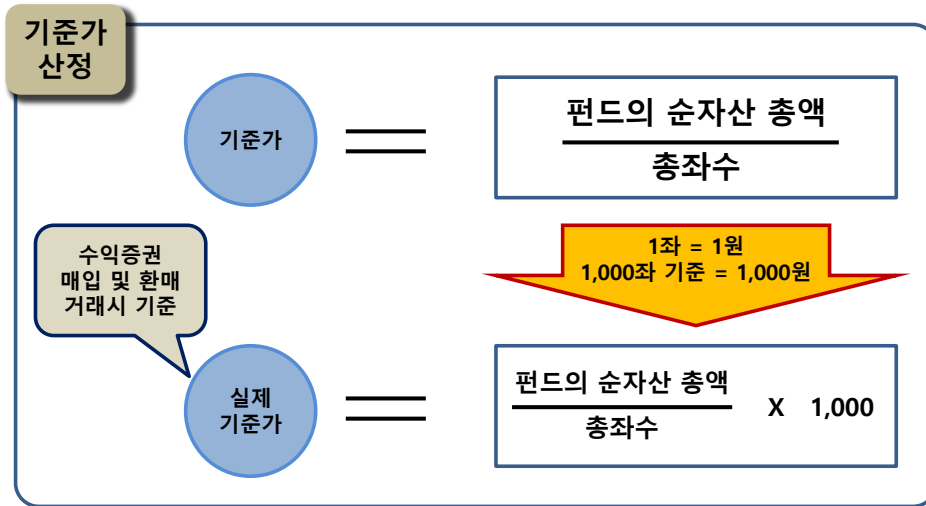 기준가
산정
기준가
펀드의 순자산 총액
총좌수
1좌 = 1원
1,000좌 기준 = 1,000원
수익증권
매입 및 환매
거래시 기준
실제
기준가
펀드의 순자산 총액
총좌수
X 1,000